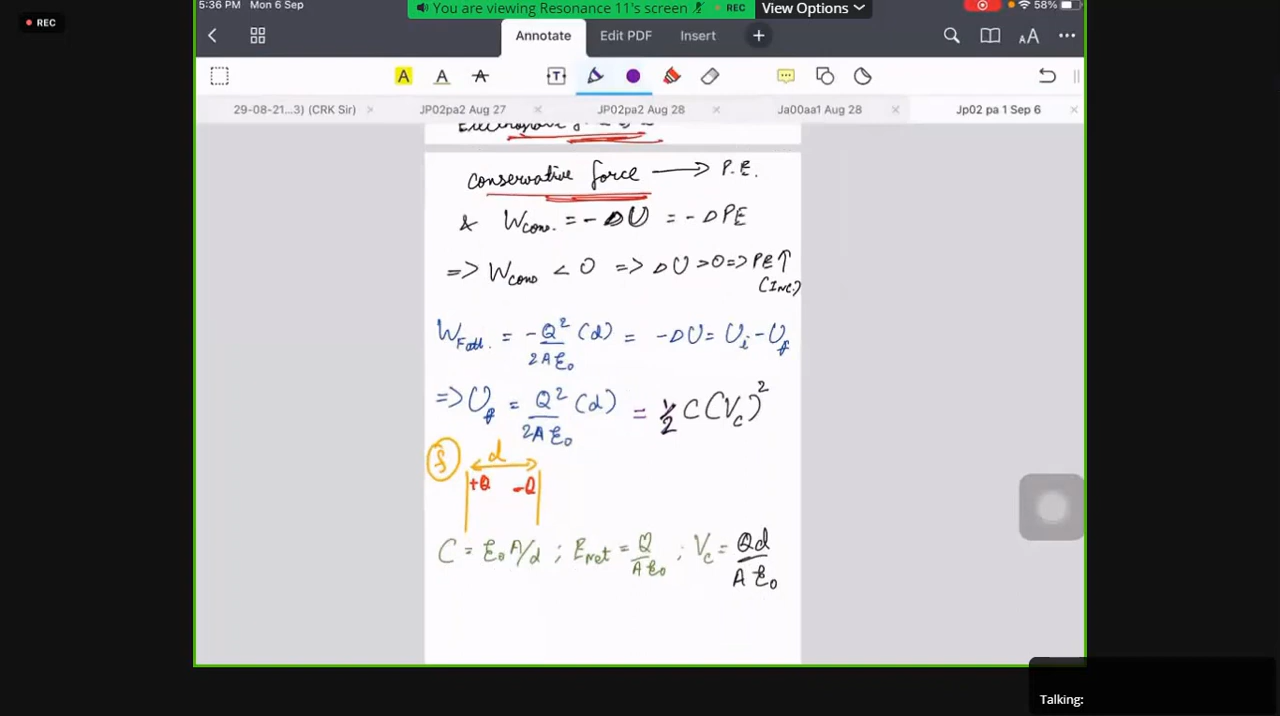 5:36 PM Mon 6 Sep
You are viewing Resonance 11's screen REC View Options
58%
REC
Annotate Edit PDF Insert
29-08-21...3) (CRK Sir) JP02pa2 Aug 27 JP02pa2 Aug 28 Ja00aa1 Aug 28 Jp02 pa 1 Sep 6
Conservative force → P.E.
& W_cons. = -ΔU = -ΔPE
=> W_cons < 0 => ΔU >0 => PE↑
(Inc.)
W_Fatt. = -Q²/2Aε₀ (d) = -ΔU = U_i - U_f
=> U_f = Q²/2Aε₀ (d) = 1/2 C (V_c)²
f d
+Q -Q
C = ε₀ A/d ; E_net = Q/Aε₀ ; V_c = Qd/Aε₀
Talking: